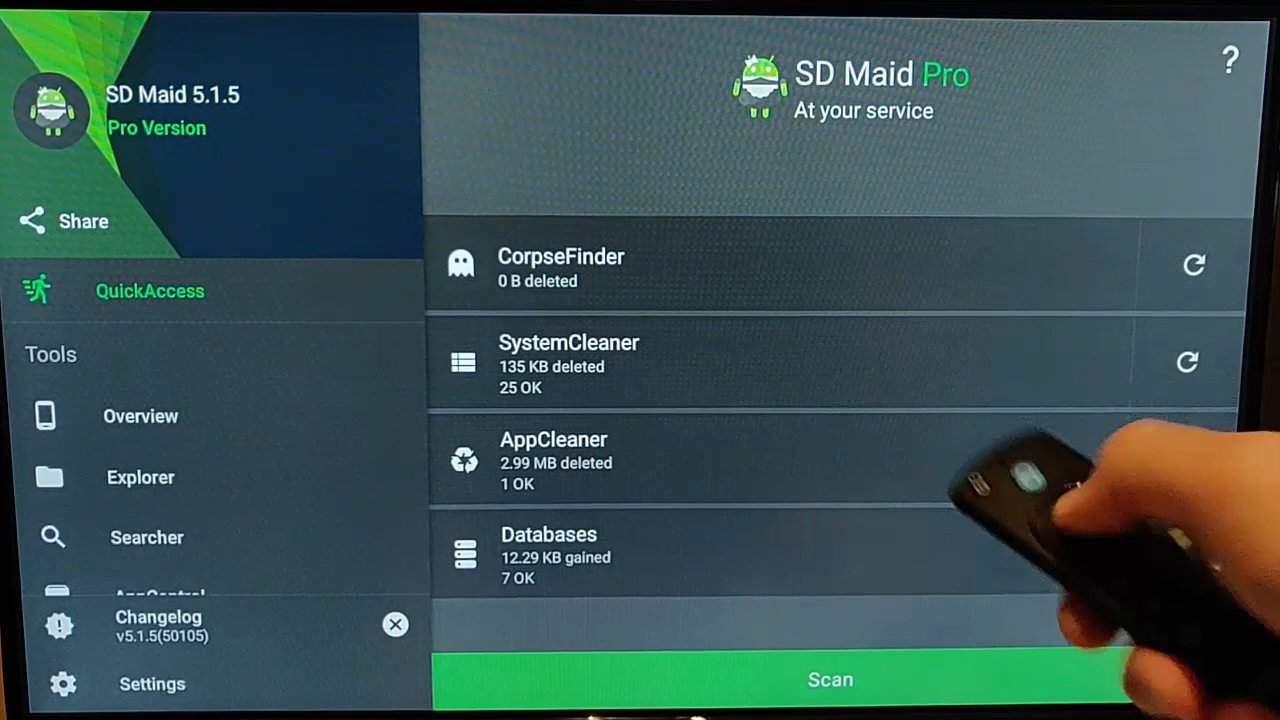 SD Maid 5.1.5
Pro Version
Share
QuickAccess
Tools
Overview
Explorer
Searcher
AppControl
Changelog
v5.1.5(50105)
Settings
SD Maid Pro
At your service
?
CorpseFinder
0 B deleted
SystemCleaner
135 KB deleted
25 OK
AppCleaner
2.99 MB deleted
1 OK
Databases
12.29 KB gained
7 OK
Scan